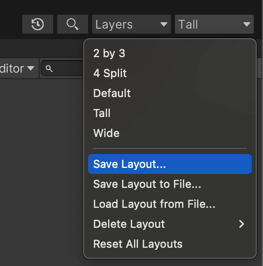 Layers Tall
ditor
2 by 3
4 Split
Default
Tall
Wide
Save Layout...
Save Layout to File...
Load Layout from File...
Delete Layout
Reset All Layouts